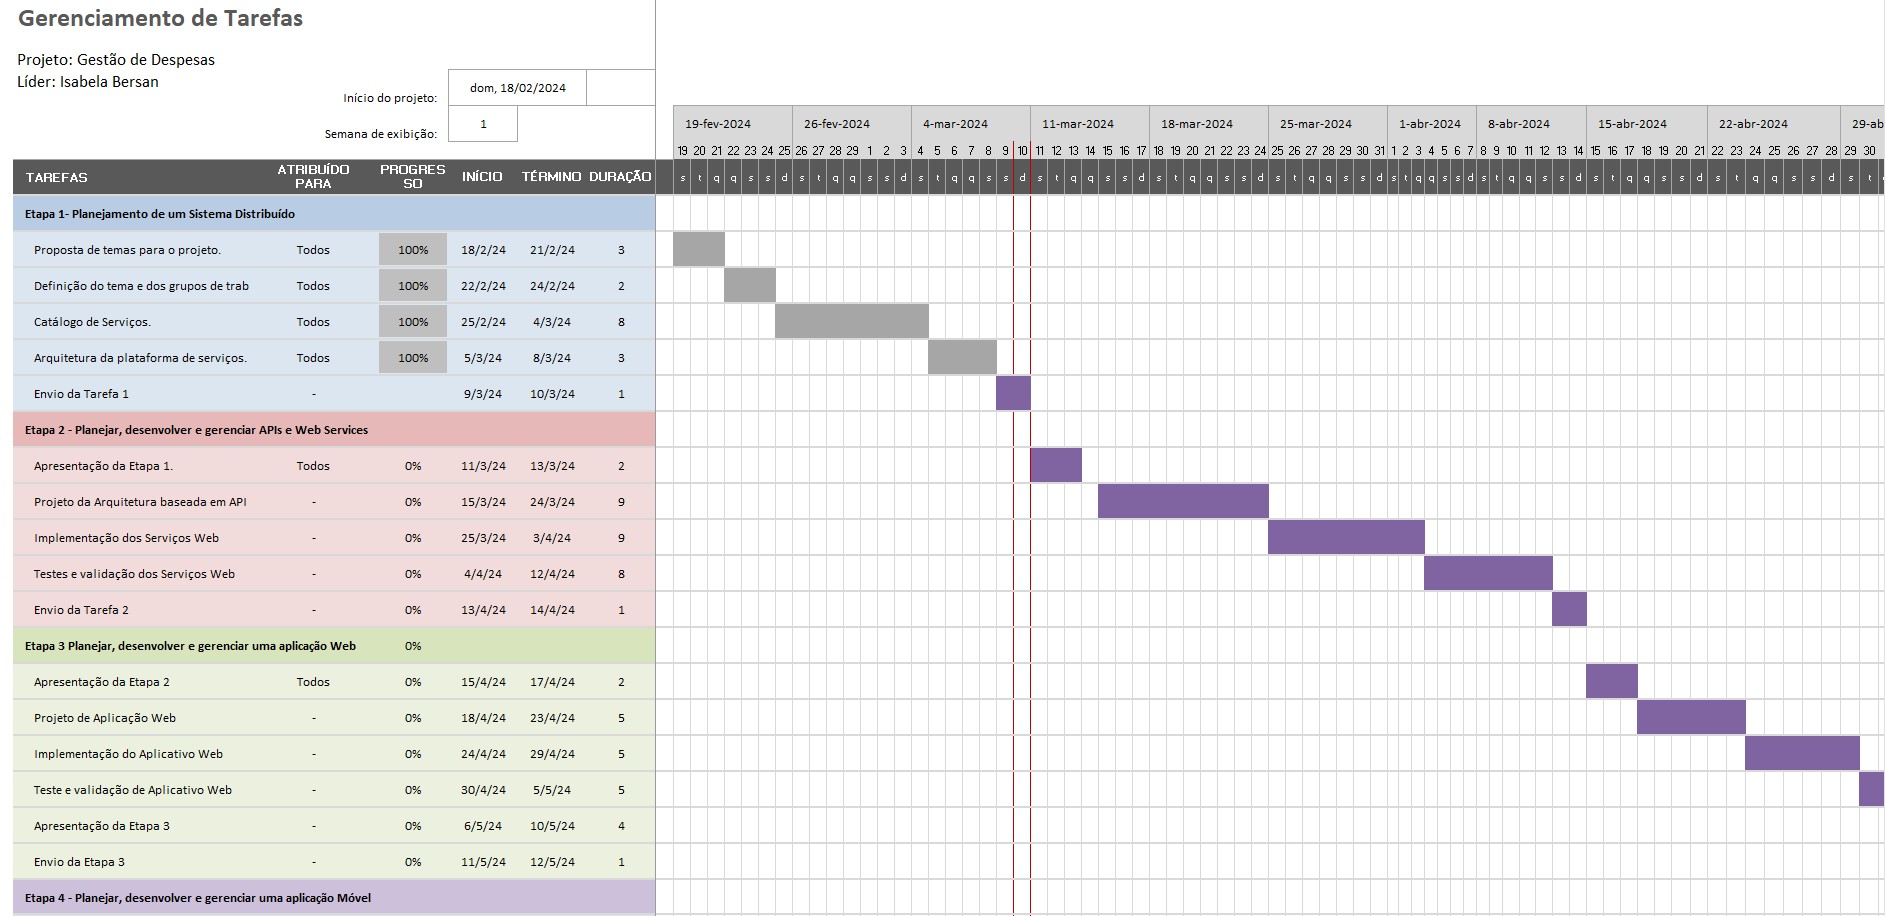 Gerenciamento de Tarefas
Projeto: Gestão de Despesas
Líder: Isabela Bersan
Início do projeto: dom, 18/02/2024
Semana de exibição: 1
19-fev-2024 26-fev-2024 4-mar-2024 11-mar-2024 18-mar-2024 25-mar-2024 1-abr-2024 8-abr-2024 15-abr-2024 22-abr-2024 29-ab
19 20 21 22 23 24 25 26 27 28 29 1 2 3 4 5 6 7 8 9 10 11 12 13 14 15 16 17 18 19 20 21 22 23 24 25 26 27 28 29 30 31 1 2 3 4 5 6 7 8 9 10 11 12 13 14 15 16 17 18 19 20 21 22 23 24 25 26 27 28 29 30
TAREFAS ATRIBUÍDO PARA PROGRES SO INÍCIO TÉRMINO DURAÇÃO s t q q s s d s t q q s s d s t q q s s d s t q q s s d s t q q s s d s t q q s s d s t q q s s d s t q q s s d s t q q s s d s t q q s s d s t
Etapa 1- Planejamento de um Sistema Distribuído
Proposta de temas para o projeto. Todos 100% 18/2/24 21/2/24 3
Definição do tema e dos grupos de trab Todos 100% 22/2/24 24/2/24 2
Catálogo de Serviços. Todos 100% 25/2/24 4/3/24 8
Arquitetura da plataforma de serviços. Todos 100% 5/3/24 8/3/24 3
Envio da Tarefa 1 - 9/3/24 10/3/24 1
Etapa 2 - Planejar, desenvolver e gerenciar APIs e Web Services
Apresentação da Etapa 1. Todos 0% 11/3/24 13/3/24 2
Projeto da Arquitetura baseada em API - 0% 15/3/24 24/3/24 9
Implementação dos Serviços Web - 0% 25/3/24 3/4/24 9
Testes e validação dos Serviços Web - 0% 4/4/24 12/4/24 8
Envio da Tarefa 2 - 0% 13/4/24 14/4/24 1
Etapa 3 Planejar, desenvolver e gerenciar uma aplicação Web 0%
Apresentação da Etapa 2 Todos 0% 15/4/24 17/4/24 2
Projeto de Aplicação Web - 0% 18/4/24 23/4/24 5
Implementação do Aplicativo Web - 0% 24/4/24 29/4/24 5
Teste e validação de Aplicativo Web - 0% 30/4/24 5/5/24 5
Apresentação da Etapa 3 - 0% 6/5/24 10/5/24 4
Envio da Etapa 3 - 0% 11/5/24 12/5/24 1
Etapa 4 - Planejar, desenvolver e gerenciar uma aplicação Móvel